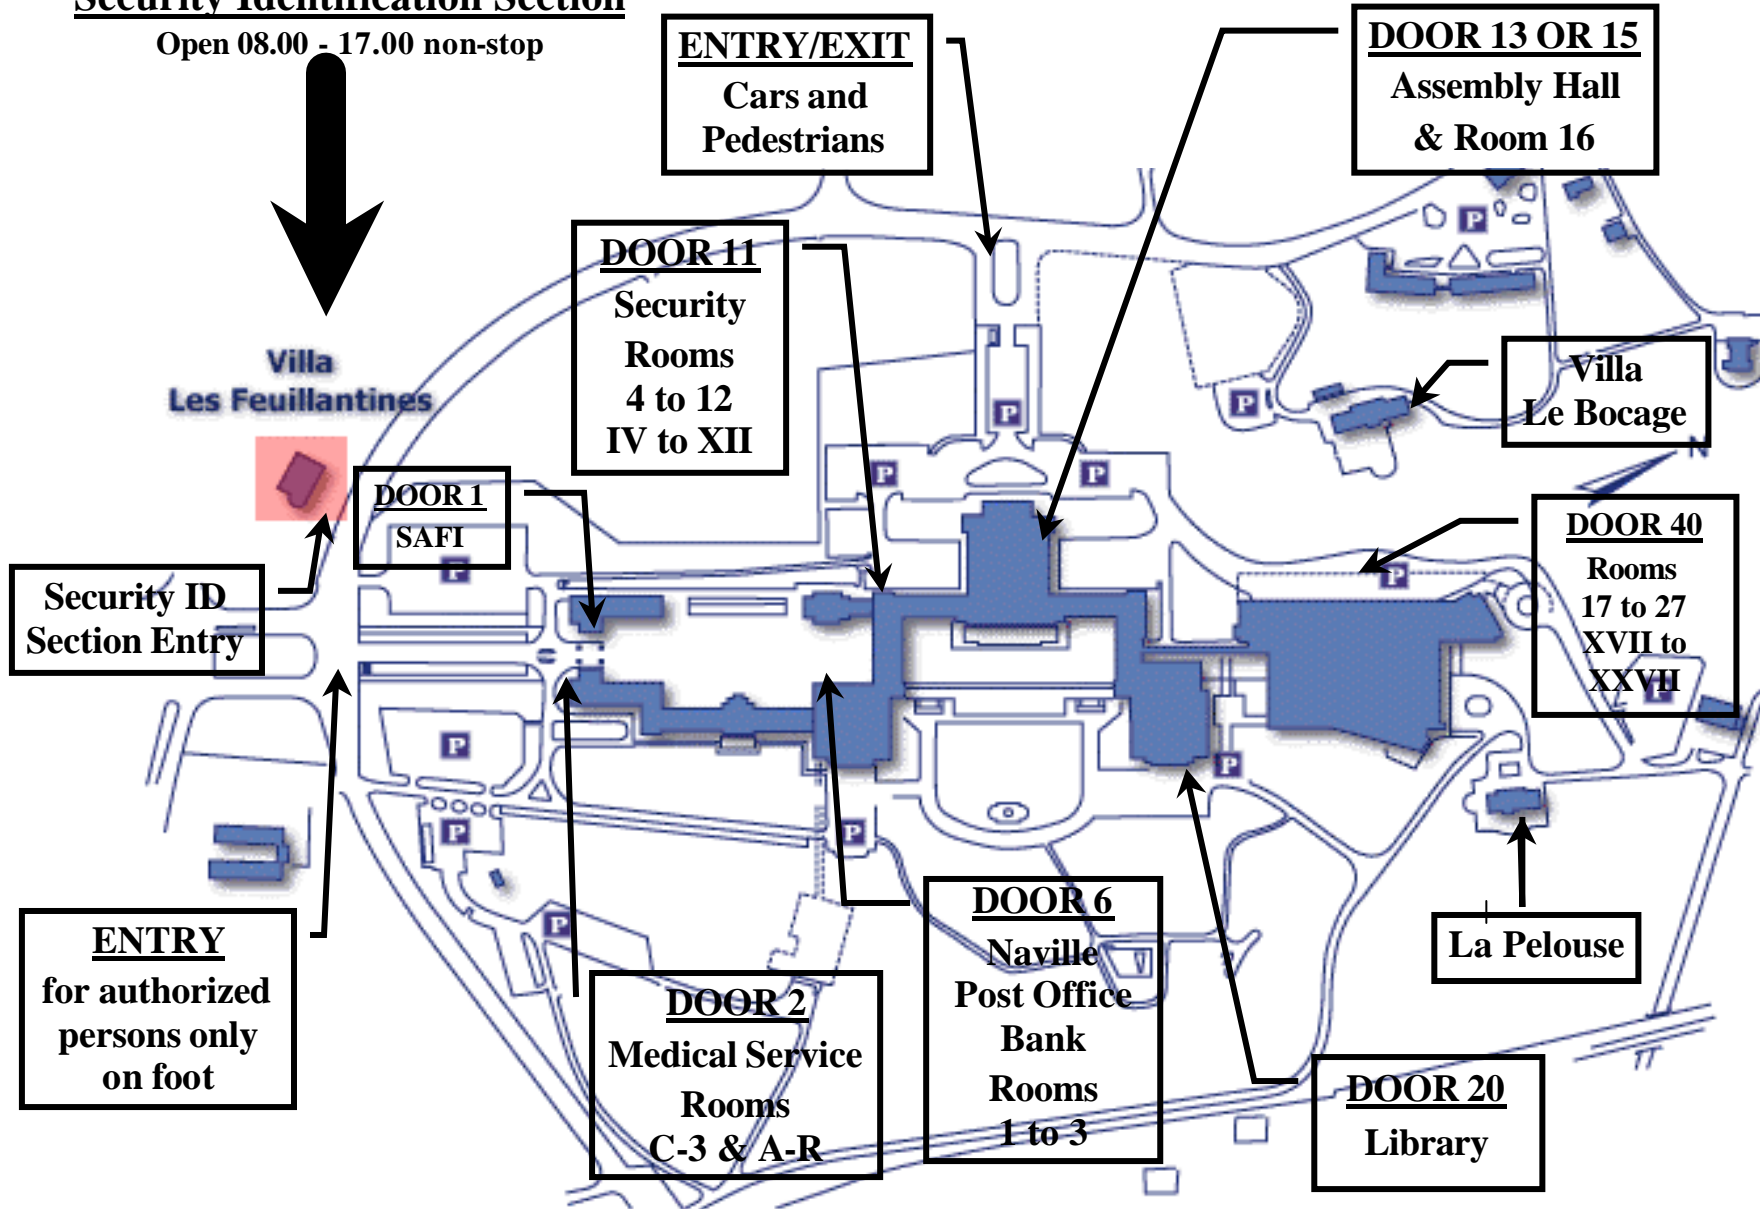 Security Identification Section
Open 08.00 - 17.00 non-stop
ENTRY/EXIT
Cars and
Pedestrians
DOOR 13 OR 15
Assembly Hall
& Room 16
DOOR 11
Security
Rooms
4 to 12
IV to XII
Villa
Les Feuillantines
Villa
Le Bocage
N
DOOR 1
SAFI
DOOR 40
Rooms
17 to 27
XVII to
XXVII
Security ID
Section Entry
P
P
P
P
P
P
P
P
P
P
P
P
P
ENTRY
for authorized
persons only
on foot
DOOR 2
Medical Service
Rooms
C-3 & A-R
DOOR 6
Naville
Post Office
Bank
Rooms
1 to 3
La Pelouse
DOOR 20
Library